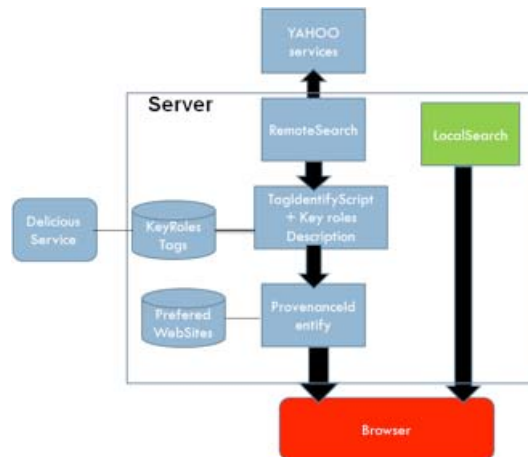 YAHOO
services
Server
RemoteSearch
LocalSearch
TagIdentifyScript
+ Key roles
Description
Delicious
Service
KeyRoles
Tags
ProvenanceId
entify
Prefered
WebSites
Browser